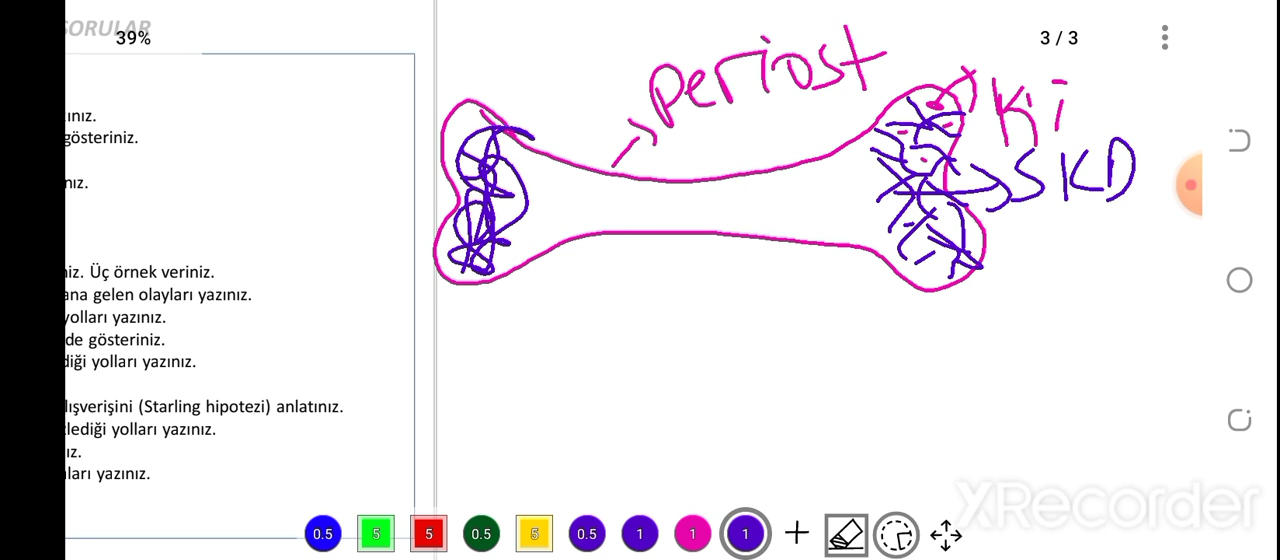 SORULAR
39%
3 / 3
ınız.
gösteriniz.
nız.
niz. Üç örnek veriniz.
ana gelen olayları yazınız.
yolları yazınız.
de gösteriniz.
diği yolları yazınız.
lışverişini (Starling hipotezi) anlatınız.
zlediği yolları yazınız.
ız.
ları yazınız.
periost
Kİ
SKD
0.5 5 5 0.5 5 0.5 1 1 1
XRecorder